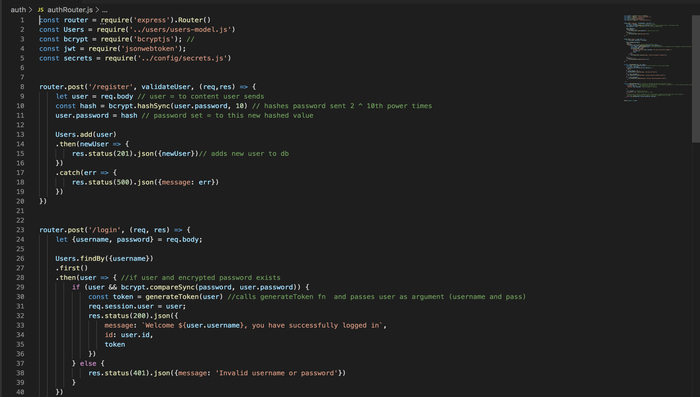 auth > JS authRouter.js > ...
1 const router = require('express').Router()
2 const Users = require('../users/users-model.js')
3 const bcrypt = require('bcryptjs'); //
4 const jwt = require('jsonwebtoken');
5 const secrets = require('../config/secrets.js')
6
7
8 router.post('/register', validateUser, (req,res) => {
9 let user = req.body // user = to content user sends
10 const hash = bcrypt.hashSync(user.password, 10) // hashes password sent 2 ^ 10th power times
11 user.password = hash // password set = to this new hashed value
12
13 Users.add(user)
14 .then(newUser => {
15 res.status(201).json({newUser})// adds new user to db
16 })
17 .catch(err => {
18 res.status(500).json({message: err})
19 })
20 })
21
22
23 router.post('/login', (req, res) => {
24 let {username, password} = req.body;
25
26 Users.findBy({username})
27 .first()
28 .then(user => { //if user and encrypted password exists
29 if (user && bcrypt.compareSync(password, user.password)) {
30 const token = generateToken(user) //calls generateToken fn  and passes user as argument (username and pass)
31 req.session.user = user;
32 res.status(200).json({
33 message: `Welcome ${user.username}, you have successfully logged in`,
34 id: user.id,
35 token
36 })
37 } else {
38 res.status(401).json({message: 'Invalid username or password'})
39 }
40 })